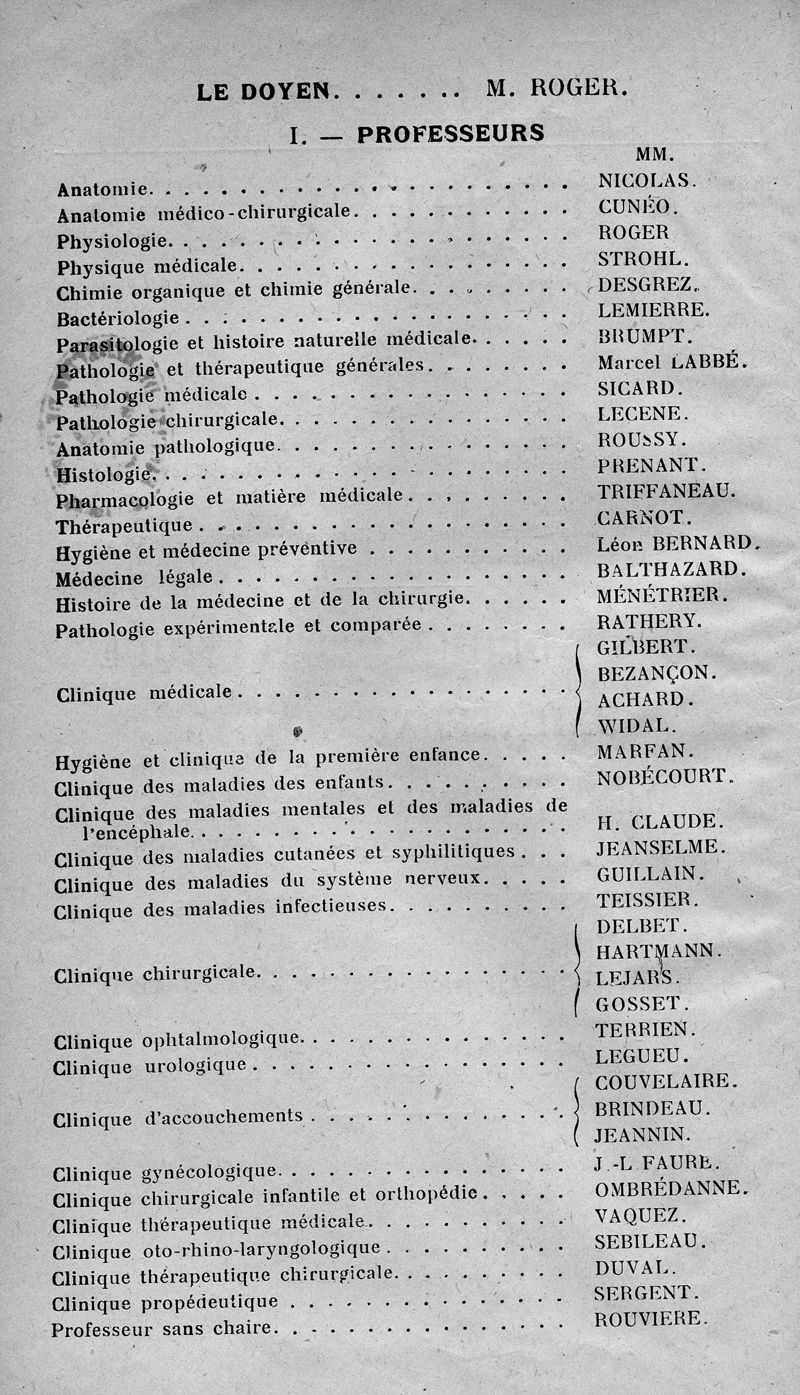 LE DOYEN. . . . . . . . M. ROGER.
I. — PROFESSEURS
MM.
Anatomie. . . . . . . . . . . . . . . . . . . . . . . NICOLAS.
Anatomie médico-chirurgicale. . . . . . . . . . . . CUNÉO.
Physiologie. . . . . . . . . . . . . . . . . . . . . . ROGER
Physique médicale. . . . . . . . . . . . . . . . . . STROHL.
Chimie organique et chimie générale. . . . . . . . . DESGREZ.
Bactériologie . . . . . . . . . . . . . . . . . . . . . LEMIERRE.
Parasitologie et histoire naturelle médicale. . . . . . BRUMPT.
Pathologie et thérapeutique générales. . . . . . . . Marcel LABBÉ.
Pathologie médicale . . . . . . . . . . . . . . . . . SICARD.
Pathologie chirurgicale. . . . . . . . . . . . . . . . LECENE.
Anatomie pathologique. . . . . . . . . . . . . . . . ROUSSY.
Histologie. . . . . . . . . . . . . . . . . . . . . . . PRENANT.
Pharmacologie et matière médicale . . . . . . . . . TRIFFANEAU.
Thérapeutique . . . . . . . . . . . . . . . . . . . . CARNOT.
Hygiène et médecine préventive . . . . . . . . . . . Léon BERNARD.
Médecine légale . . . . . . . . . . . . . . . . . . . BALTHAZARD.
Histoire de la médecine et de la chirurgie. . . . . . MÉNÉTRIER.
Pathologie expérimentale et comparée . . . . . . . . RATHERY.
GILBERT.
BEZANÇON.
Clinique médicale . . . . . . . . . . . . . . . . . . ACHARD.
WIDAL.
Hygiène et clinique de la première enfance. . . . . MARFAN.
Clinique des maladies des enfants. . . . . . . . . . NOBÉCOURT.
Clinique des maladies mentales et des maladies de
l'encéphale. . . . . . . . . . . . . . . . . . . . . H. CLAUDE.
Clinique des maladies cutanées et syphilitiques . . . JEANSELME.
Clinique des maladies du système nerveux. . . . . GUILLAIN.
Clinique des maladies infectieuses. . . . . . . . . . TEISSIER.
DELBET.
HARTMANN.
Clinique chirurgicale. . . . . . . . . . . . . . . . . LEJARS.
GOSSET.
Clinique ophtalmologique. . . . . . . . . . . . . . . TERRIEN.
Clinique urologique . . . . . . . . . . . . . . . . . LEGUEU.
COUVELAIRE.
Clinique d'accouchements . . . . . . . . . . . . . . BRINDEAU.
JEANNIN.
Clinique gynécologique. . . . . . . . . . . . . . . . J.-L FAURE.
Clinique chirurgicale infantile et orthopédie . . . . . OMBRÉDANNE.
Clinique thérapeutique médicale. . . . . . . . . . . VAQUEZ.
Clinique oto-rhino-laryngologique . . . . . . . . . . SEBILEAU.
Clinique thérapeutique chirurgicale. . . . . . . . . . DUVAL.
Clinique propédeutique . . . . . . . . . . . . . . . SERGENT.
Professeur sans chaire. . . . . . . . . . . . . . . . ROUVIERE.